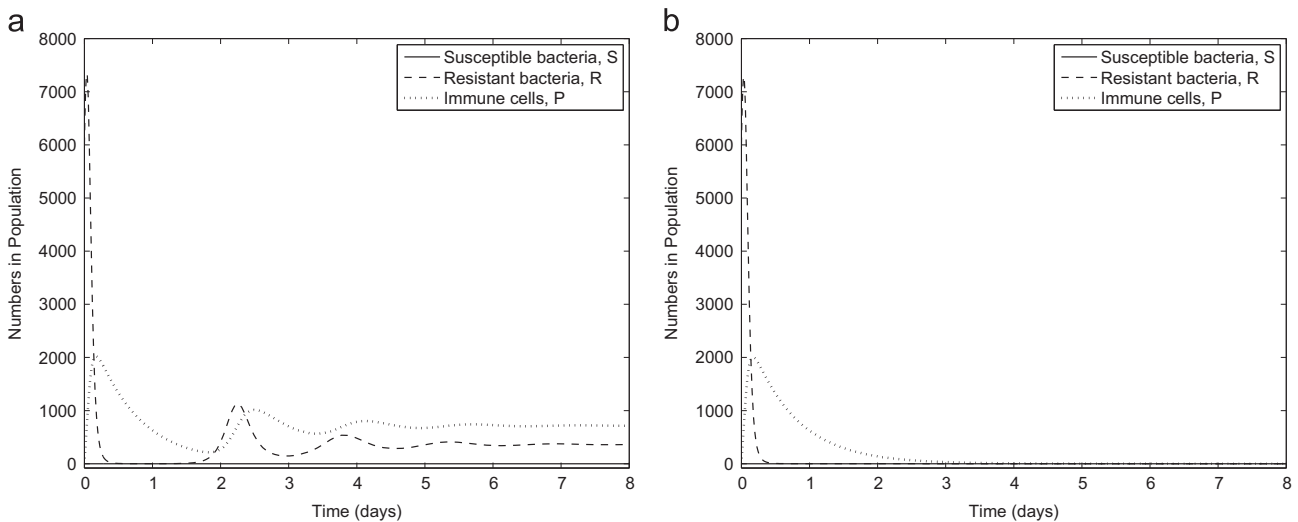 a
8000
7000
6000
5000
4000
3000
2000
1000
0
Numbers in Population
Susceptible bacteria, S
Resistant bacteria, R
Immune cells, P
0 1 2 3 4 5 6 7 8
Time (days)
b
8000
7000
6000
5000
4000
3000
2000
1000
0
Numbers in Population
Susceptible bacteria, S
Resistant bacteria, R
Immune cells, P
0 1 2 3 4 5 6 7 8
Time (days)